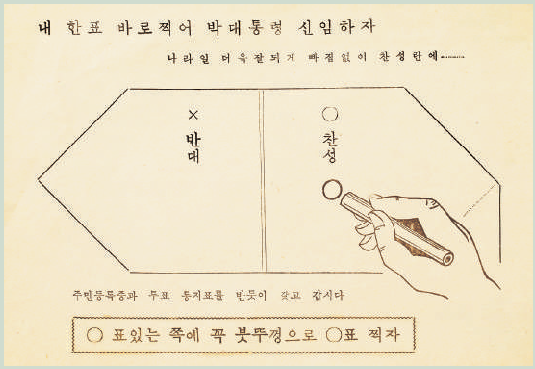 내 한표 바로찍어 박대통령 신임하자
나라일 더욱잘되게 빠짐없이 찬성란에
× ○
반대 찬성
주민등록증과 투표 통지표를 반듯이 갖고 갑시다
○ 표있는 쪽에 꼭 붓뚜껑으로 ○표 찍자